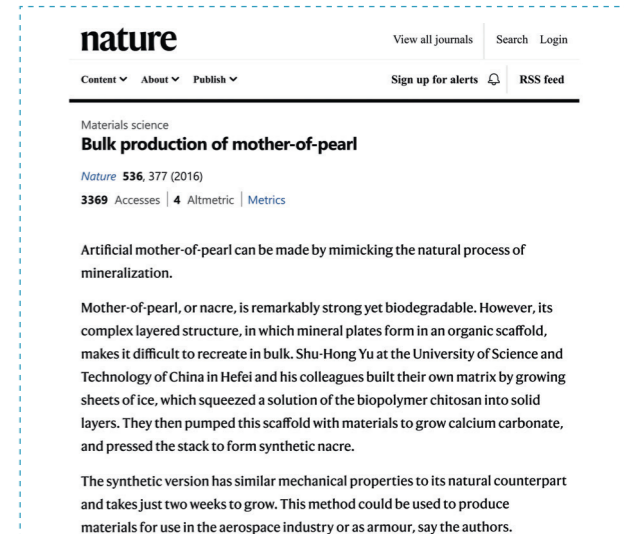 nature
View all journals Search Login
Content About Publish
Sign up for alerts RSS feed
Materials science
Bulk production of mother-of-pearl
Nature 536, 377 (2016)
3369 Accesses | 4 Altmetric | Metrics
Artificial mother-of-pearl can be made by mimicking the natural process of
mineralization.
Mother-of-pearl, or nacre, is remarkably strong yet biodegradable. However, its
complex layered structure, in which mineral plates form in an organic scaffold,
makes it difficult to recreate in bulk. Shu-Hong Yu at the University of Science and
Technology of China in Hefei and his colleagues built their own matrix by growing
sheets of ice, which squeezed a solution of the biopolymer chitosan into solid
layers. They then pumped this scaffold with materials to grow calcium carbonate,
and pressed the stack to form synthetic nacre.
The synthetic version has similar mechanical properties to its natural counterpart
and takes just two weeks to grow. This method could be used to produce
materials for use in the aerospace industry or as armour, say the authors.